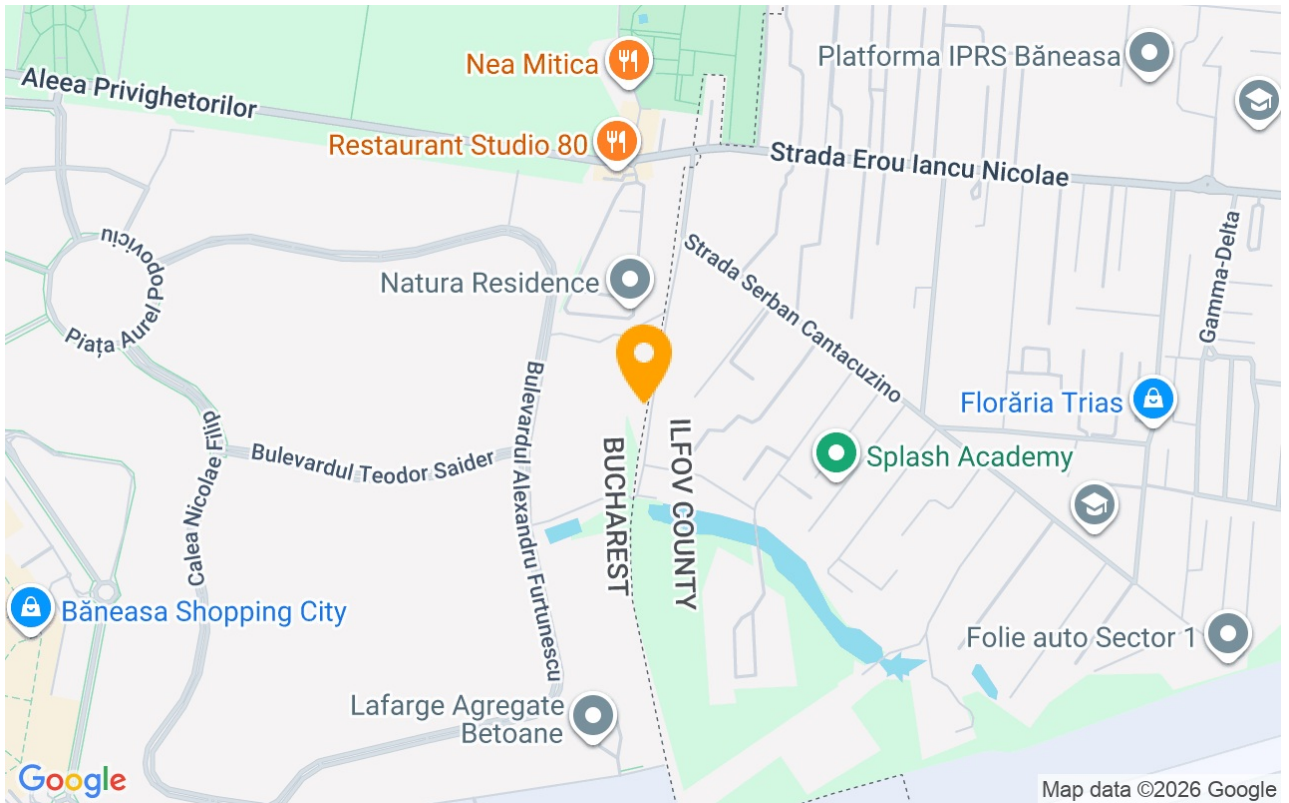 Nea Mitica
Platforma IPRS Băneasa
Aleea Privighetorilor
Restaurant Studio 80
Strada Erou Iancu Nicolae
Piața Aurel Popoviciu
Natura Residence
Strada Serban Cantacuzino
Gamma-Delta
Bulevardul Alexandru Furtunescu
Florăria Trias
Calea Nicolae Filip
Bulevardul Teodor Saider
BUCHAREST
ILFOV COUNTY
Splash Academy
Băneasa Shopping City
Folie auto Sector 1
Lafarge Agregate
Betoane
Google
Map data ©2026 Google